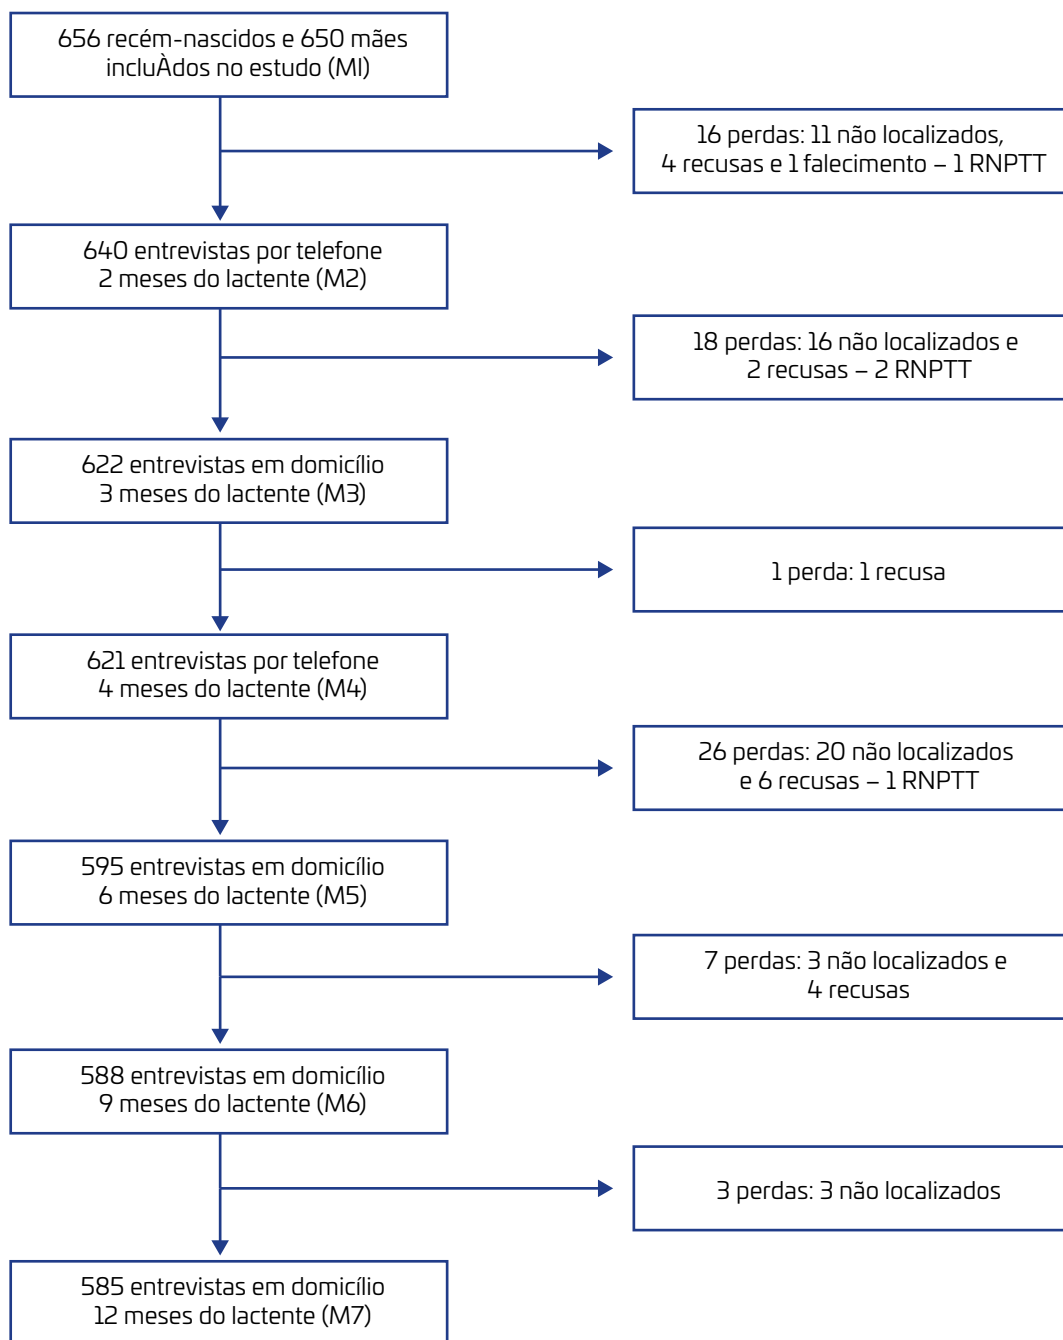 656 recém-nascidos e 650 mães
incluÀdos no estudo (M1)
16 perdas: 11 não localizados,
4 recusas e 1 falecimento – 1 RNPTT
640 entrevistas por telefone
2 meses do lactente (M2)
18 perdas: 16 não localizados e
2 recusas – 2 RNPTT
622 entrevistas em domicílio
3 meses do lactente (M3)
1 perda: 1 recusa
621 entrevistas por telefone
4 meses do lactente (M4)
26 perdas: 20 não localizados
e 6 recusas – 1 RNPTT
595 entrevistas em domicílio
6 meses do lactente (M5)
7 perdas: 3 não localizados e
4 recusas
588 entrevistas em domicílio
9 meses do lactente (M6)
3 perdas: 3 não localizados
585 entrevistas em domicílio
12 meses do lactente (M7)